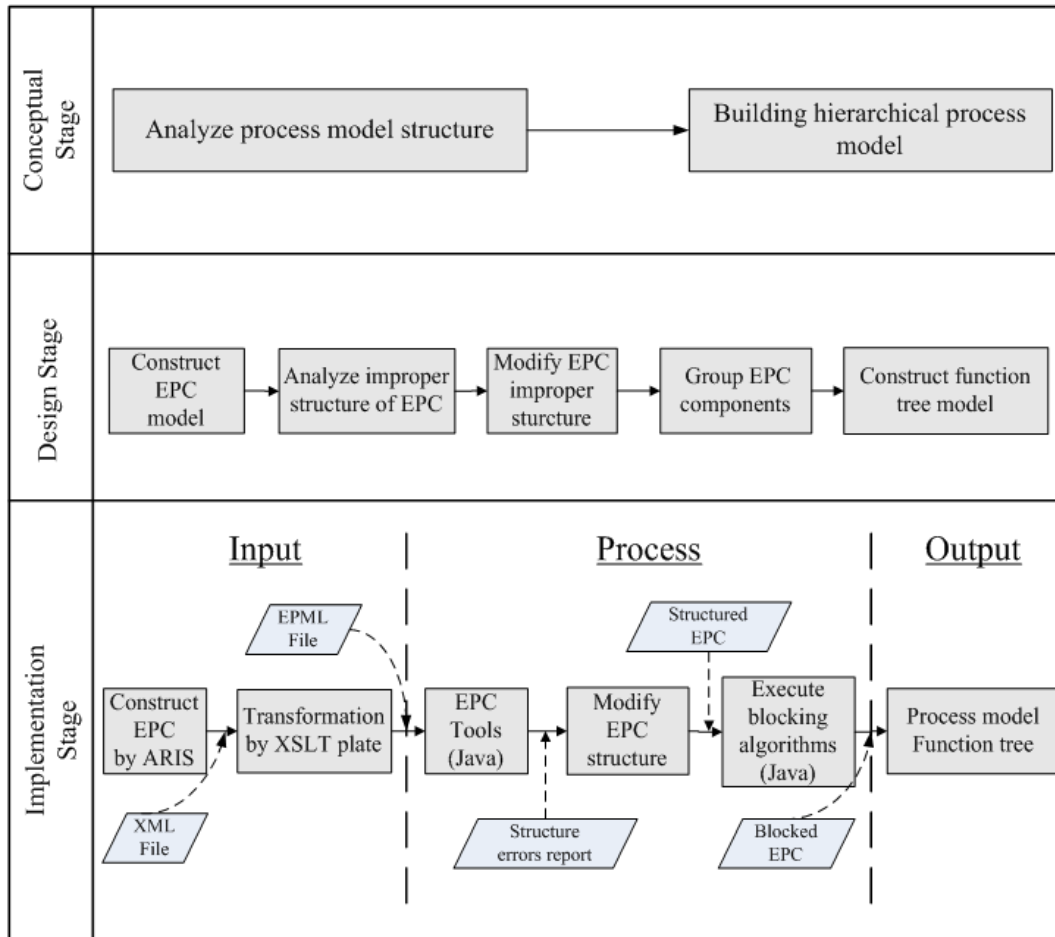 Conceptual
Stage
Analyze process model structure
Building hierarchical process
model
Design Stage
Construct
EPC
model
Analyze improper
structure of EPC
Modify EPC
improper
sturcture
Group EPC
components
Construct function
tree model
Implementation
Stage
Input
Process
Output
EPML
File
Structured
EPC
Construct
EPC
by ARIS
Transformation
by XSLT plate
EPC
Tools
(Java)
Modify
EPC
structure
Execute
blocking
algorithms
(Java)
Process model
Function tree
XML
File
Structure
errors report
Blocked
EPC